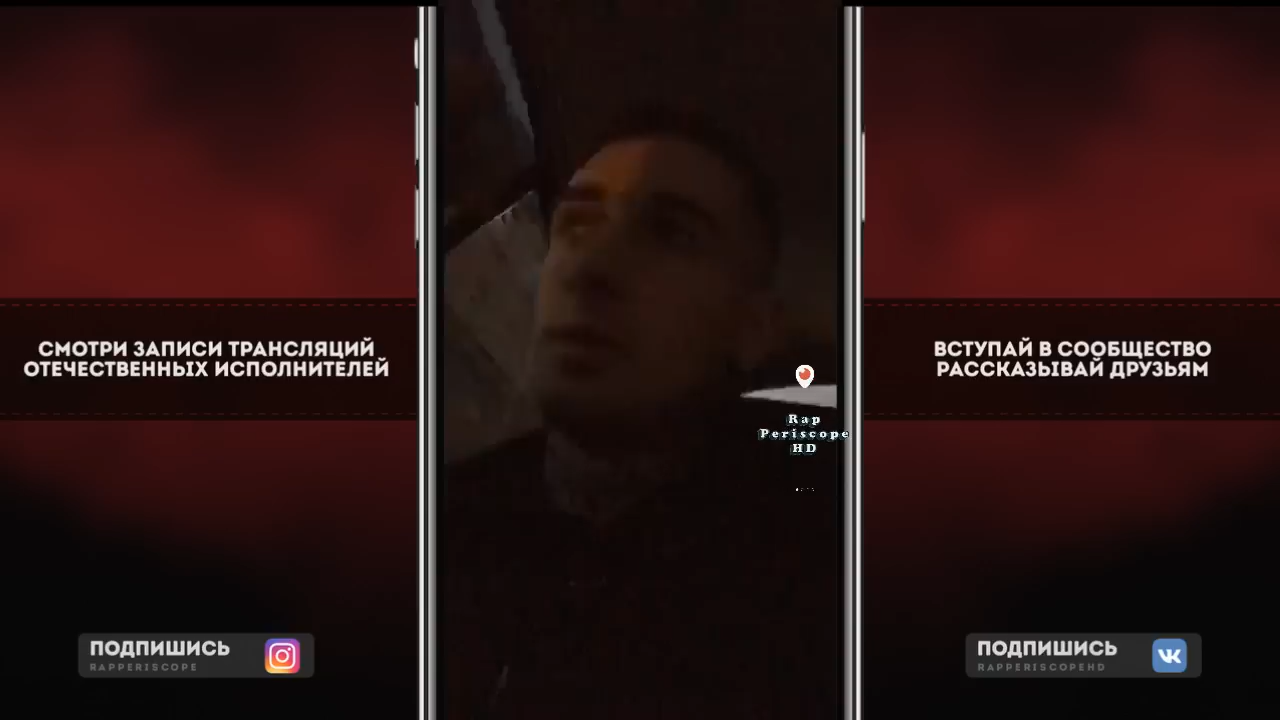 СМОТРИ ЗАПИСИ ТРАНСЛЯЦИЙ
ОТЕЧЕСТВЕННЫХ ИСПОЛНИТЕЛЕЙ
ВСТУПАЙ В СООБЩЕСТВО
РАССКАЗЫВАЙ ДРУЗЬЯМ
Rap
Periscope
HD
ПОДПИШИСЬ
RAPPERISCOPE
ПОДПИШИСЬ
RAPPERISCOPEHD